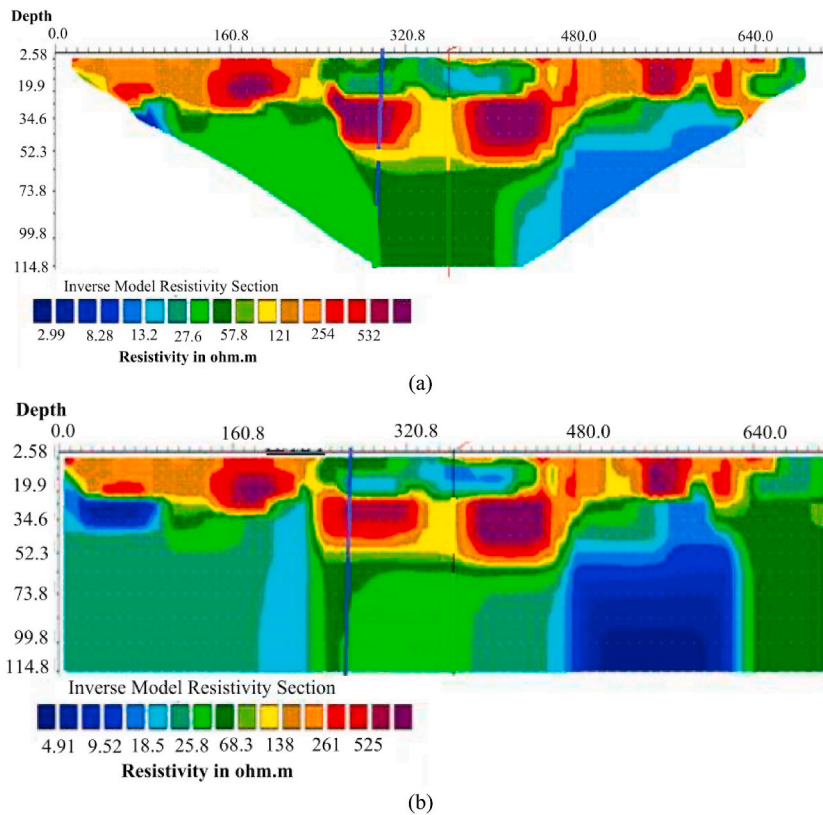 Depth
0.0 160.8 320.8 480.0 640.0
2.58
19.9
34.6
52.3
73.8
99.8
114.8
Inverse Model Resistivity Section
2.99 8.28 13.2 27.6 57.8 121 254 532
Resistivity in ohm.m
(a)
Depth
0.0 160.8 320.8 480.0 640.0
2.58
19.9
34.6
52.3
73.8
99.8
114.8
Inverse Model Resistivity Section
4.91 9.52 18.5 25.8 68.3 138 261 525
Resistivity in ohm.m
(b)